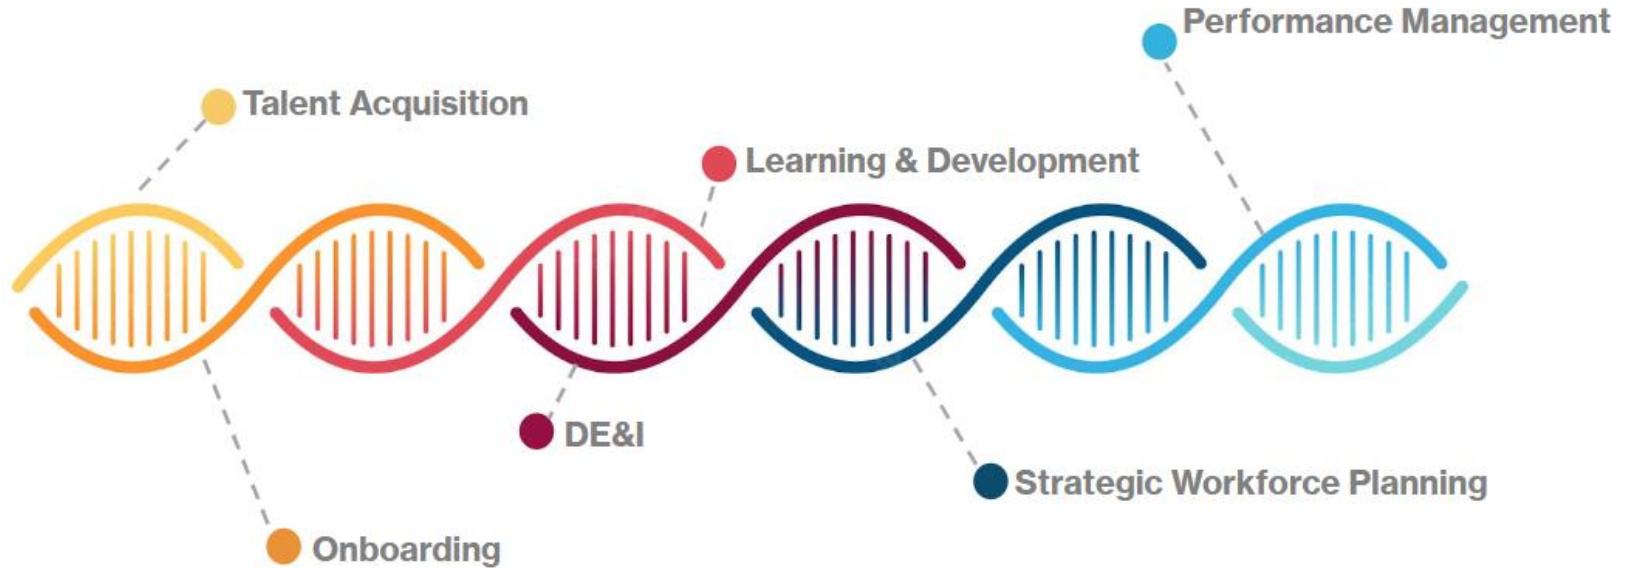 Performance Management
Talent Acquisition
Learning & Development
DE&I
Strategic Workforce Planning
Onboarding